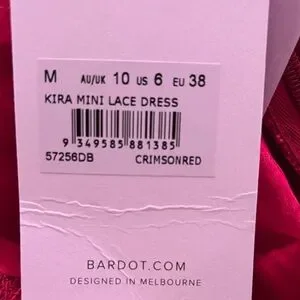 M AU/UK 10 US 6 EU 38
KIRA MINI LACE DRESS
9 349585 881385
57256DB CRIMSONRED
BARDOT.COM
DESIGNED IN MELBOURNE